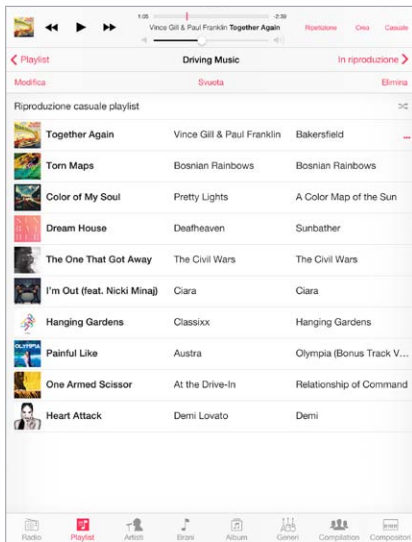 1:05 -2:39
Vince Gill & Paul Franklin Together Again
Ripetizione Crea Casuale
Playlist Driving Music In riproduzione
Modifica Svuota Elimina
Riproduzione casuale playlist
Together Again Vince Gill & Paul Franklin Bakersfield
Torn Maps Bosnian Rainbows Bosnian Rainbows
Color of My Soul Pretty Lights A Color Map of the Sun
Dream House Deafheaven Sunbather
The One That Got Away The Civil Wars The Civil Wars
I'm Out (feat. Nicki Minaj) Ciara Ciara
Hanging Gardens Classixx Hanging Gardens
OLYMPIA
Painful Like Austra Olympia (Bonus Track V...
One Armed Scissor At the Drive-In Relationship of Command
Heart Attack Demi Lovato Demi
Radio Playlist Artisti Brani Album Generi Compilation Compositori